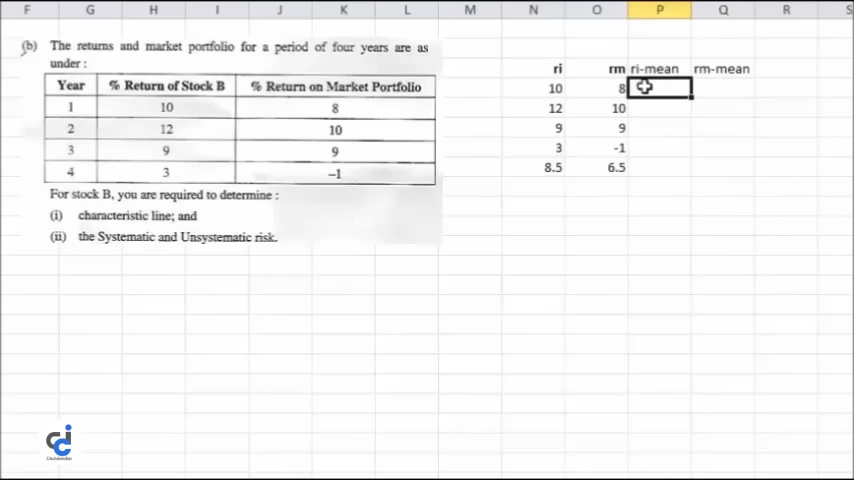 F G H I J K L M N O P Q R S
(b) The returns and market portfolio for a period of four years are as
under :
Year % Return of Stock B % Return on Market Portfolio
1 10 8
2 12 10
3 9 9
4 3 –1
For stock B, you are required to determine :
(i) characteristic line; and
(ii) the Systematic and Unsystematic risk.
ri rm ri-mean rm-mean
10 8
12 10
9 9
3 -1
8.5 6.5